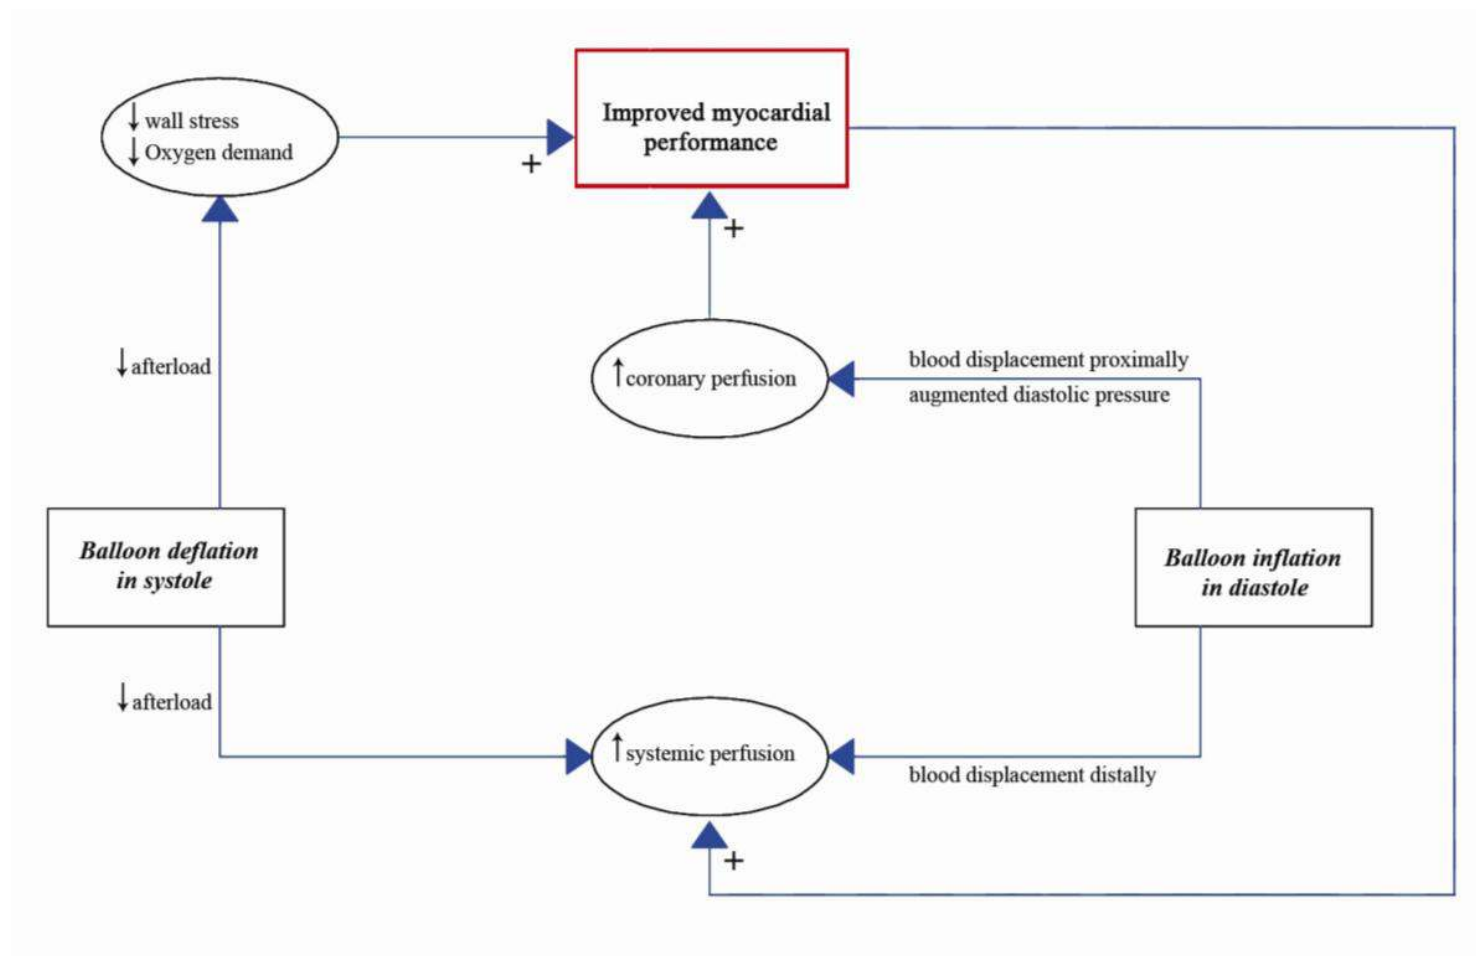 ↓ wall stress
↓ Oxygen demand
+
Improved myocardial
performance
+
↓ afterload
↑ coronary perfusion
blood displacement proximally
augmented diastolic pressure
Balloon deflation
in systole
Balloon inflation
in diastole
↓ afterload
↑ systemic perfusion
blood displacement distally
+